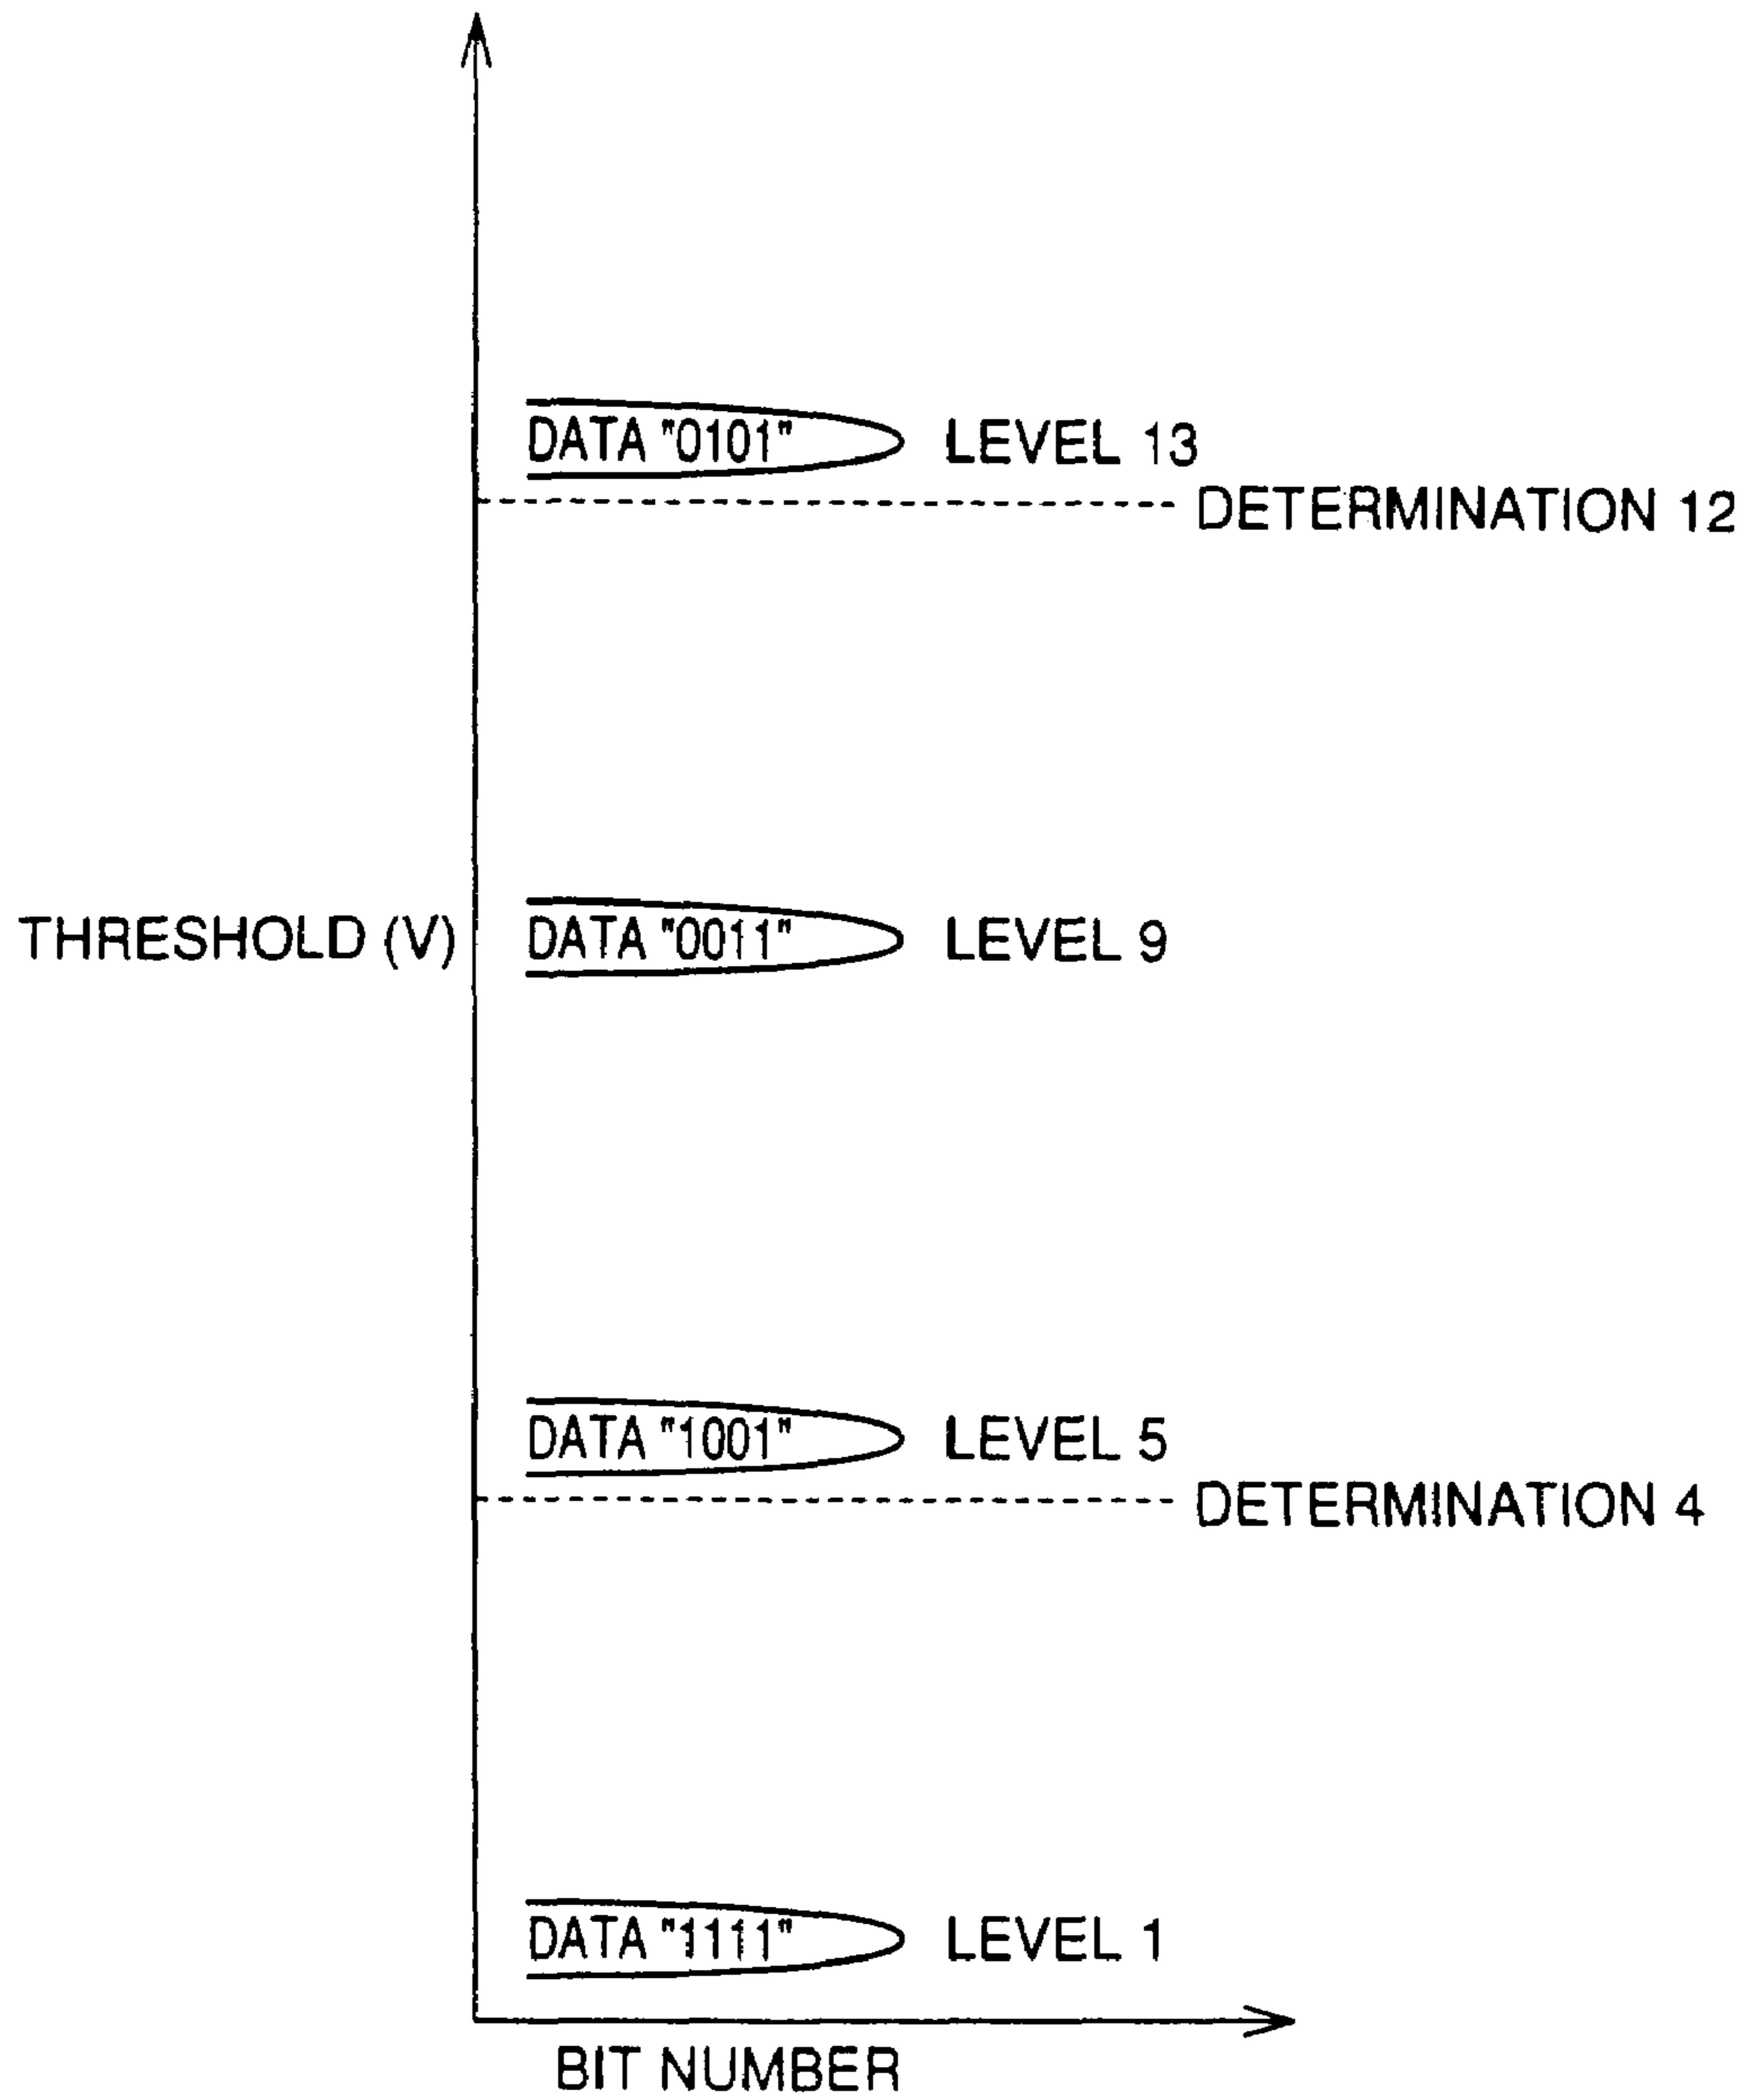 DATA "0101" LEVEL 13
DETERMINATION 12
THRESHOLD (V) DATA "0011" LEVEL 9
DATA "1001" LEVEL 5
DETERMINATION 4
DATA "1111" LEVEL 1
BIT NUMBER